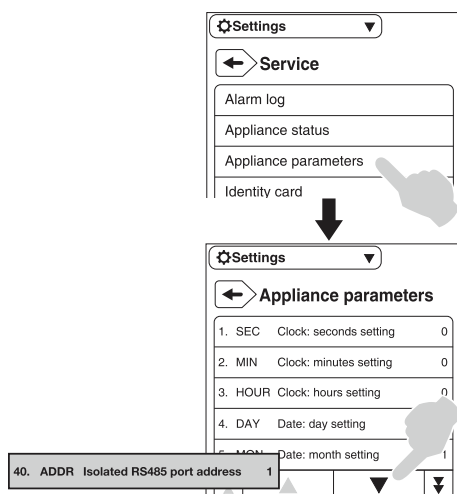 Settings
Service
Alarm log
Appliance status
Appliance parameters
Identity card
Settings
Appliance parameters
1. SEC Clock: seconds setting 0
2. MIN Clock: minutes setting 0
3. HOUR Clock: hours setting 0
4. DAY Date: day setting
5. MON Date: month setting 1
40. ADDR Isolated RS485 port address 1